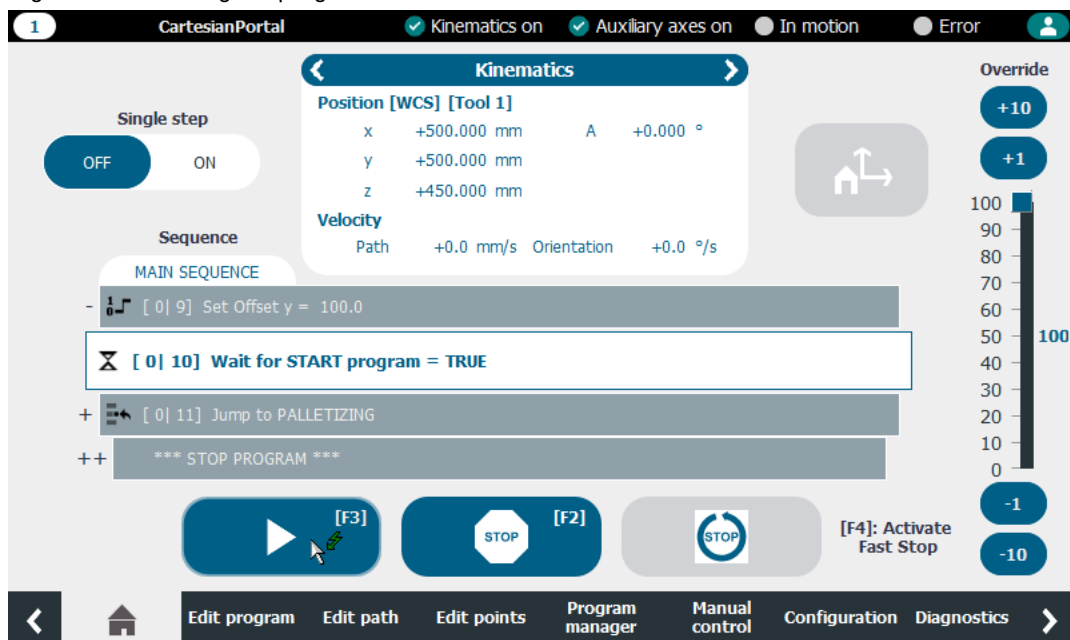 1 CartesianPortal Kinematics on Auxiliary axes on In motion Error
Kinematics
Override
Position [WCS] [Tool 1]
+10
Single step
x +500.000 mm A +0.000 °
OFF ON
y +500.000 mm
+1
z +450.000 mm
100
Velocity
90
Sequence
Path +0.0 mm/s Orientation +0.0 °/s
80
MAIN SEQUENCE
70
- [ 0| 9] Set Offset y = 100.0
60
50
100
[ 0| 10] Wait for START program = TRUE
40
30
+ [ 0| 11] Jump to PALLETIZING
20
10
++ *** STOP PROGRAM ***
0
-1
[F3]
STOP [F2]
STOP
[F4]: Activate
Fast Stop
-10
Edit program Edit path Edit points Program
manager Manual
control Configuration Diagnostics